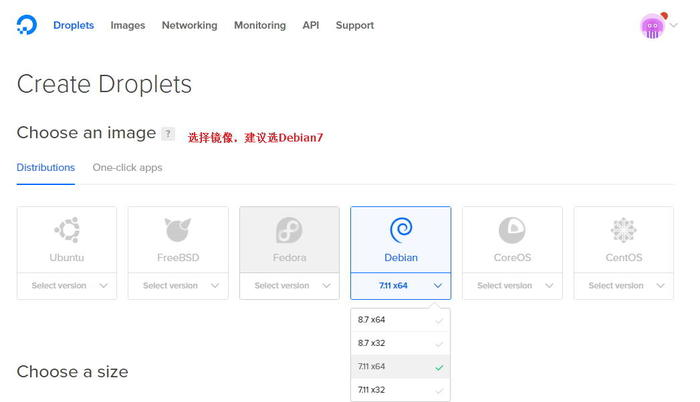 Droplets Images Networking Monitoring API Support
Create Droplets
Choose an image ? 选择镜像，建议选Debian7
Distributions One-click apps
Ubuntu FreeBSD Fedora Debian CoreOS CentOS
Select version Select version Select version 7.11 x64 Select version Select version
8.7 x64
8.7 x32
7.11 x64
Choose a size
7.11 x32